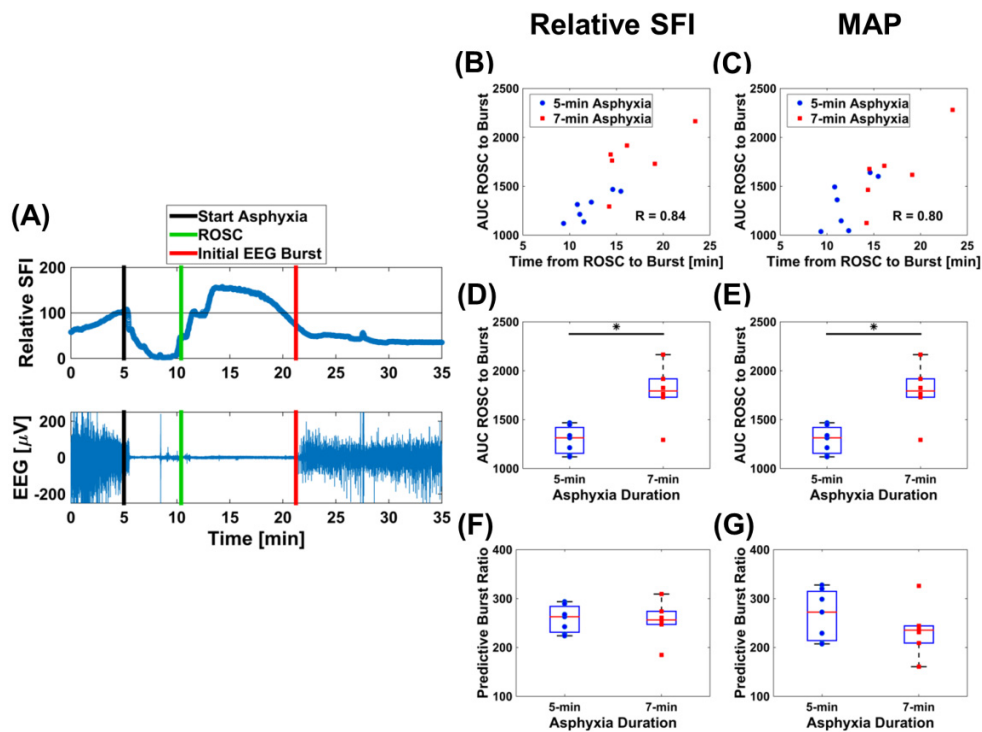 Relative SFI
MAP
(A)
Start Asphyxia
ROSC
Initial EEG Burst
Relative SFI
200
100
0
0
5
10
15
20
25
30
35
EEG [μV]
200
0
-200
0
5
10
15
20
25
30
35
Time [min]
(B)
AUC ROSC to Burst
2500
2000
1500
1000
5-min Asphyxia
7-min Asphyxia
R = 0.84
5
10
15
20
25
Time from ROSC to Burst [min]
(C)
AUC ROSC to Burst
2500
2000
1500
1000
5-min Asphyxia
7-min Asphyxia
R = 0.80
5
10
15
20
25
Time from ROSC to Burst [min]
(D)
AUC ROSC to Burst
2500
2000
1500
1000
*
5-min
7-min
Asphyxia Duration
(E)
AUC ROSC to Burst
2500
2000
1500
1000
*
5-min
7-min
Asphyxia Duration
(F)
Predictive Burst Ratio
400
300
200
100
5-min
7-min
Asphyxia Duration
(G)
Predictive Burst Ratio
400
300
200
100
5-min
7-min
Asphyxia Duration